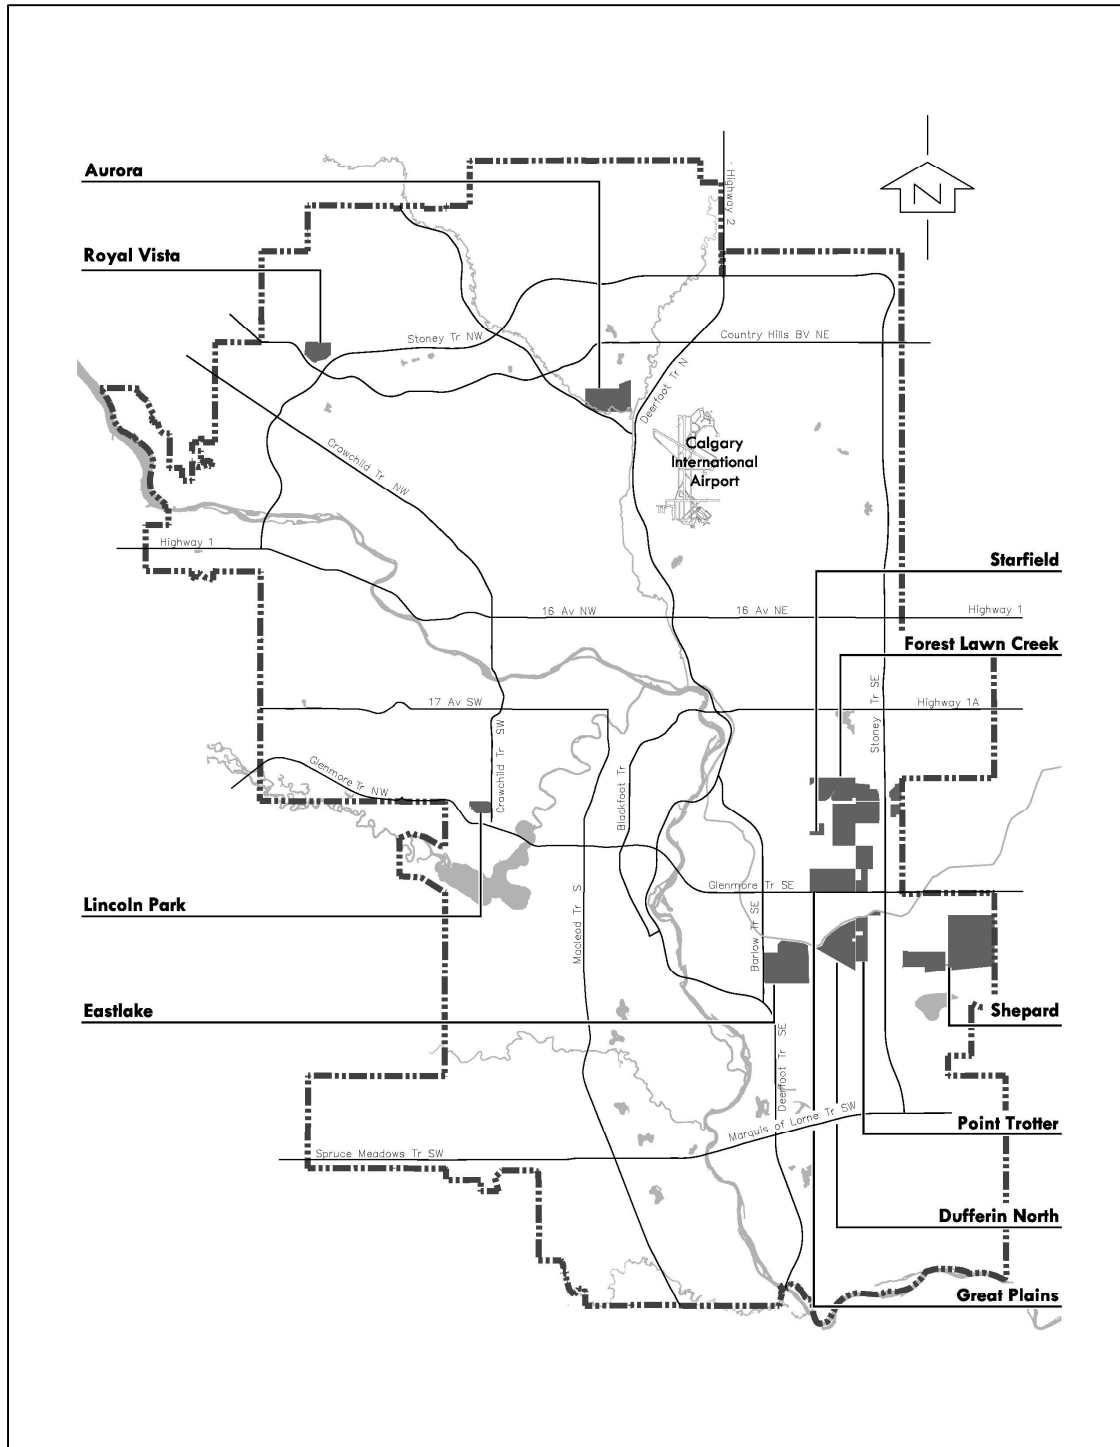 Aurora
Highway 2
N
Royal Vista
Stoney Tr NW
Country Hills BV NE
Deerfoot Tr N
Crowchild Tr NW
Calgary
International
Airport
Highway 1
Starfield
16 Av NW
16 Av NE
Highway 1
Forest Lawn Creek
Stoney Tr SE
17 Av SW
Highway 1A
Crowchild Tr SW
Glenmore Tr NW
Blackfoot Tr
Glenmore Tr SE
Lincoln Park
Macleod Tr S
Barlow Tr SE
Eastlake
Shepard
Deerfoot Tr SE
Marquis of Lorne Tr SW
Point Trotter
Spruce Meadows Tr SW
Dufferin North
Great Plains